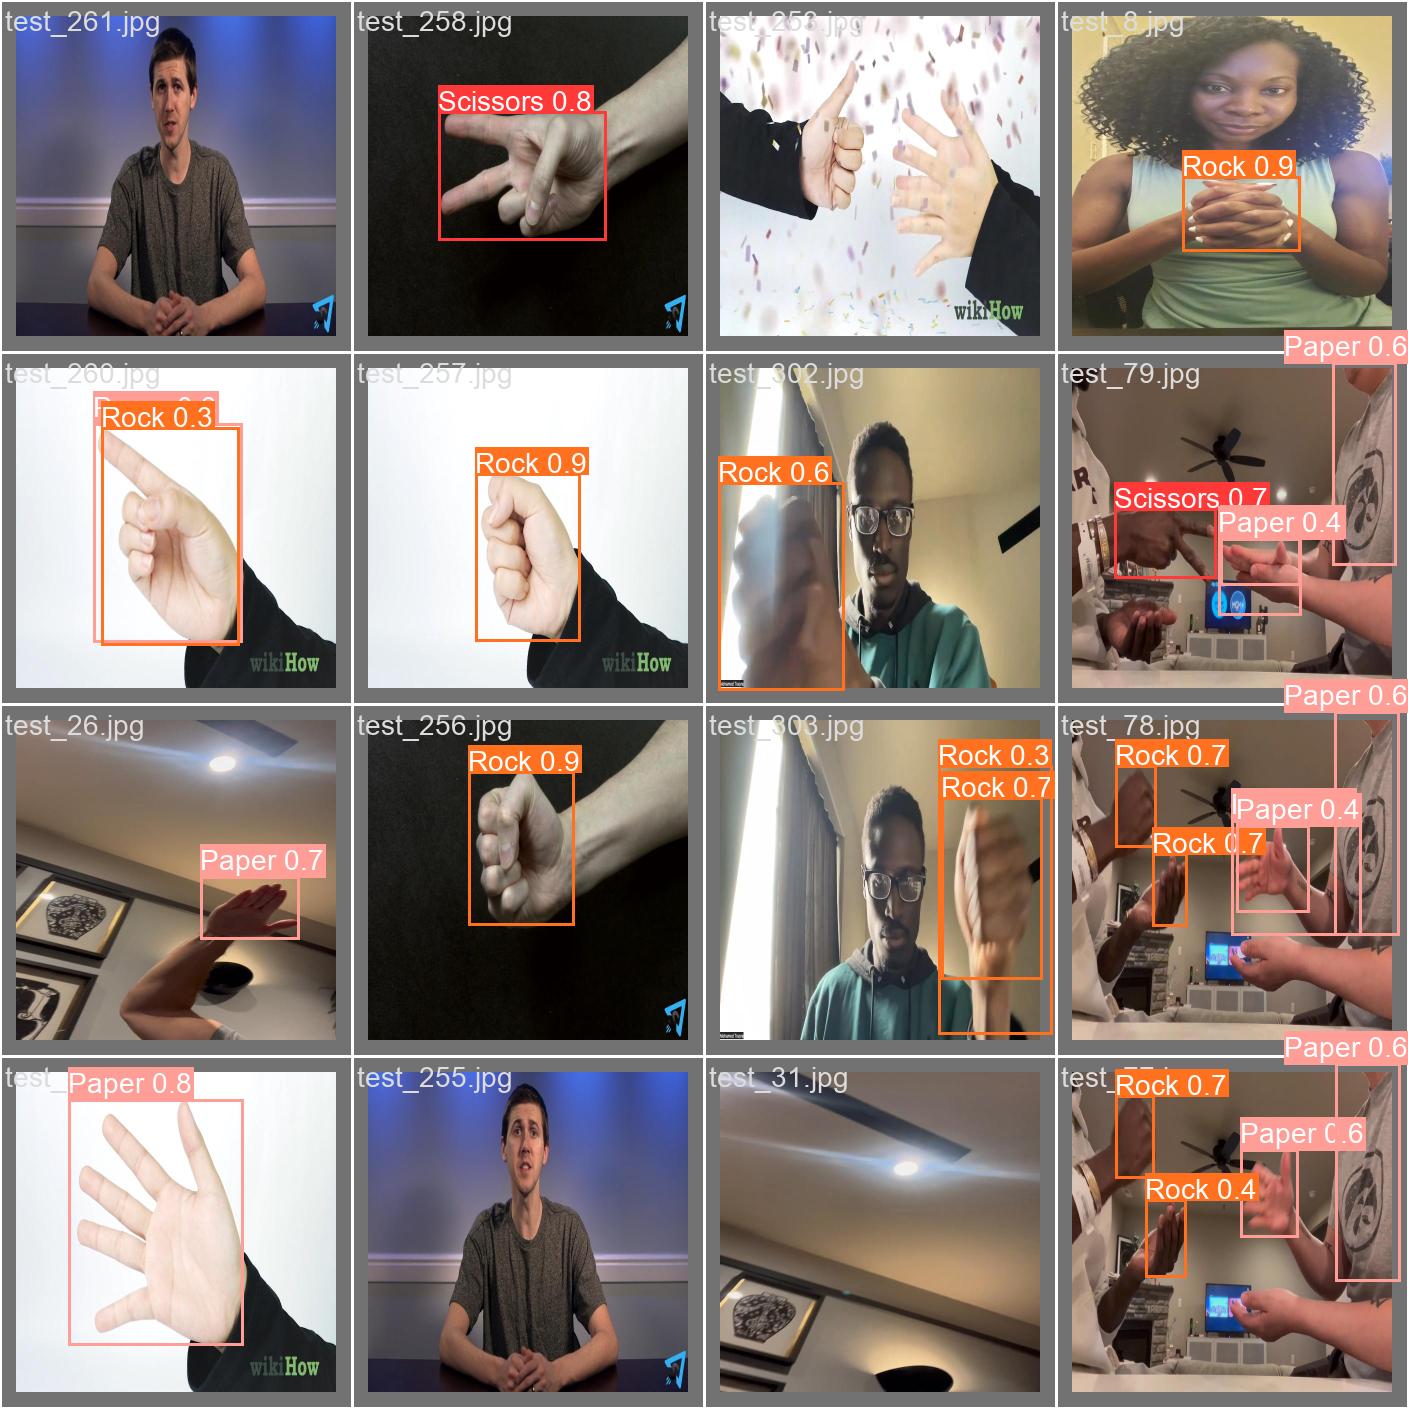 test_261.jpg
test_258.jpg
Scissors 0.8
test_253.jpg
wikiHow
test_8.jpg
Rock 0.9
test_260.jpg
Rock 0.3
wikiHow
test_257.jpg
Rock 0.9
wikiHow
test_302.jpg
Rock 0.6
Paper 0.6
test_79.jpg
Scissors 0.7
Paper 0.4
test_26.jpg
Paper 0.7
test_256.jpg
Rock 0.9
test_303.jpg
Rock 0.3
Rock 0.7
Paper 0.6
test_78.jpg
Rock 0.7
Paper 0.4
Rock 0.7
test_
Paper 0.8
wikiHow
test_255.jpg
test_31.jpg
Paper 0.6
Rock 0.7
Paper 0.6
Rock 0.4